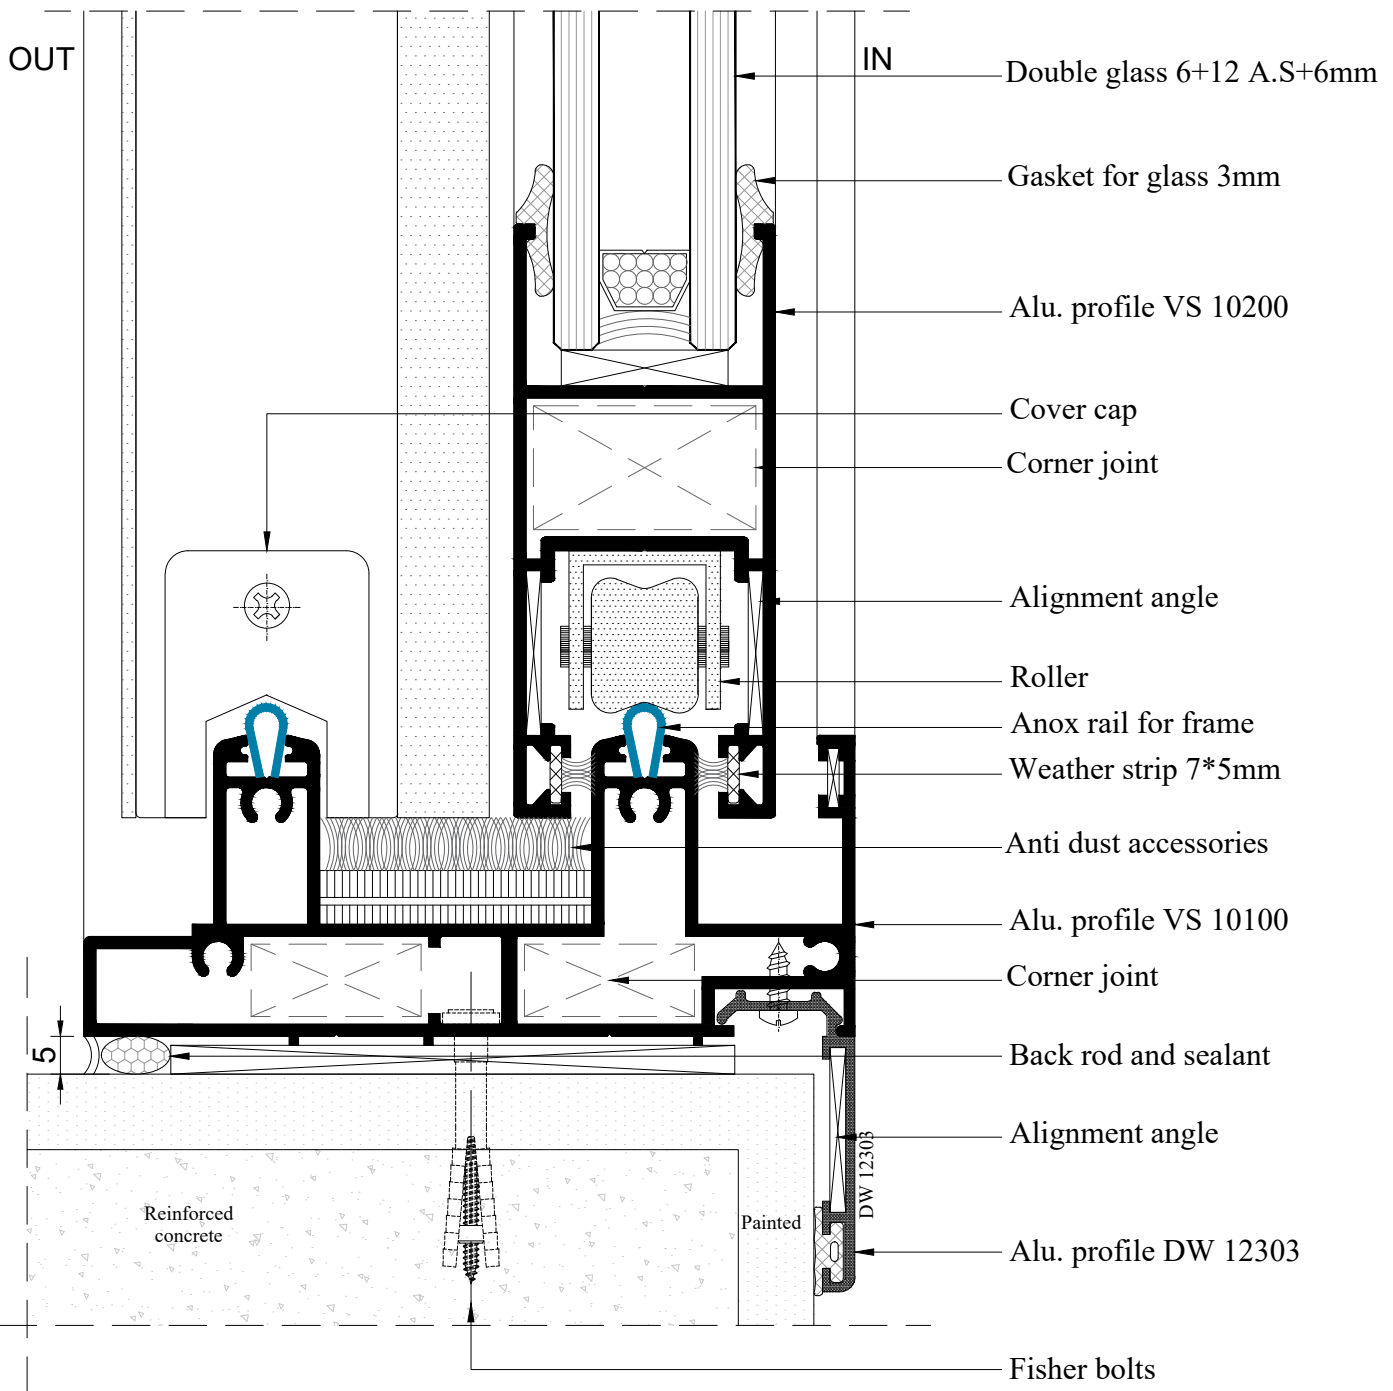 OUT
IN
Double glass 6+12 A.S+6mm
Gasket for glass 3mm
Alu. profile VS 10200
Cover cap
Corner joint
Alignment angle
Roller
Anox rail for frame
Weather strip 7*5mm
Anti dust accessories
Alu. profile VS 10100
Corner joint
5
Back rod and sealant
Alignment angle
DW 12303
Reinforced
concrete
Painted
Alu. profile DW 12303
Fisher bolts